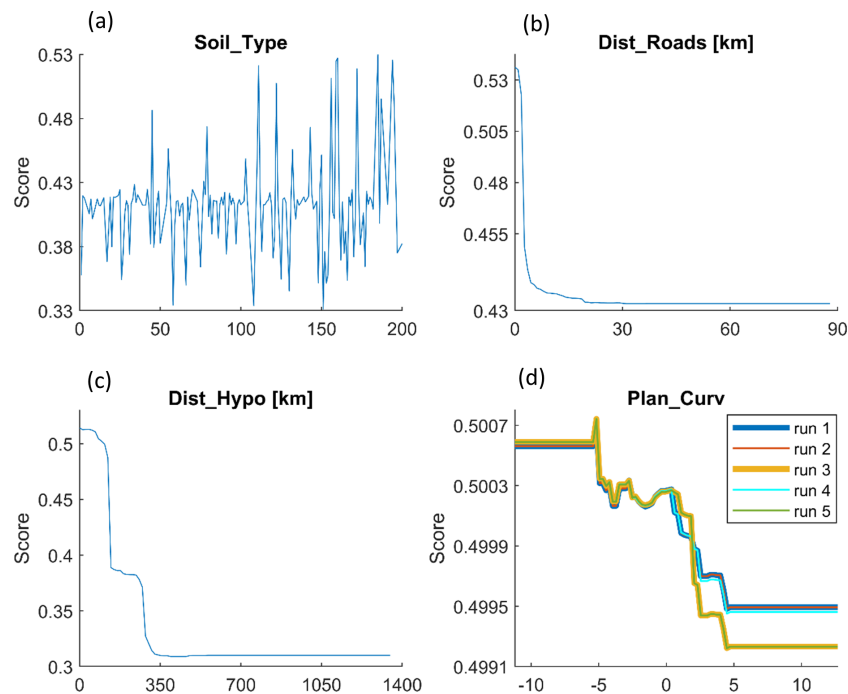 (a)
Soil_Type
0.53
0.48
0.43
0.38
0.33
Score
0 50 100 150 200
(b)
Dist_Roads [km]
0.53
0.505
0.48
0.455
0.43
Score
0 30 60 90
(c)
Dist_Hypo [km]
0.5
0.45
0.4
0.35
0.3
Score
0 350 700 1050 1400
(d)
Plan_Curv
0.5007
0.5003
0.4999
0.4995
0.4991
Score
-10 -5 0 5 10
run 1
run 2
run 3
run 4
run 5